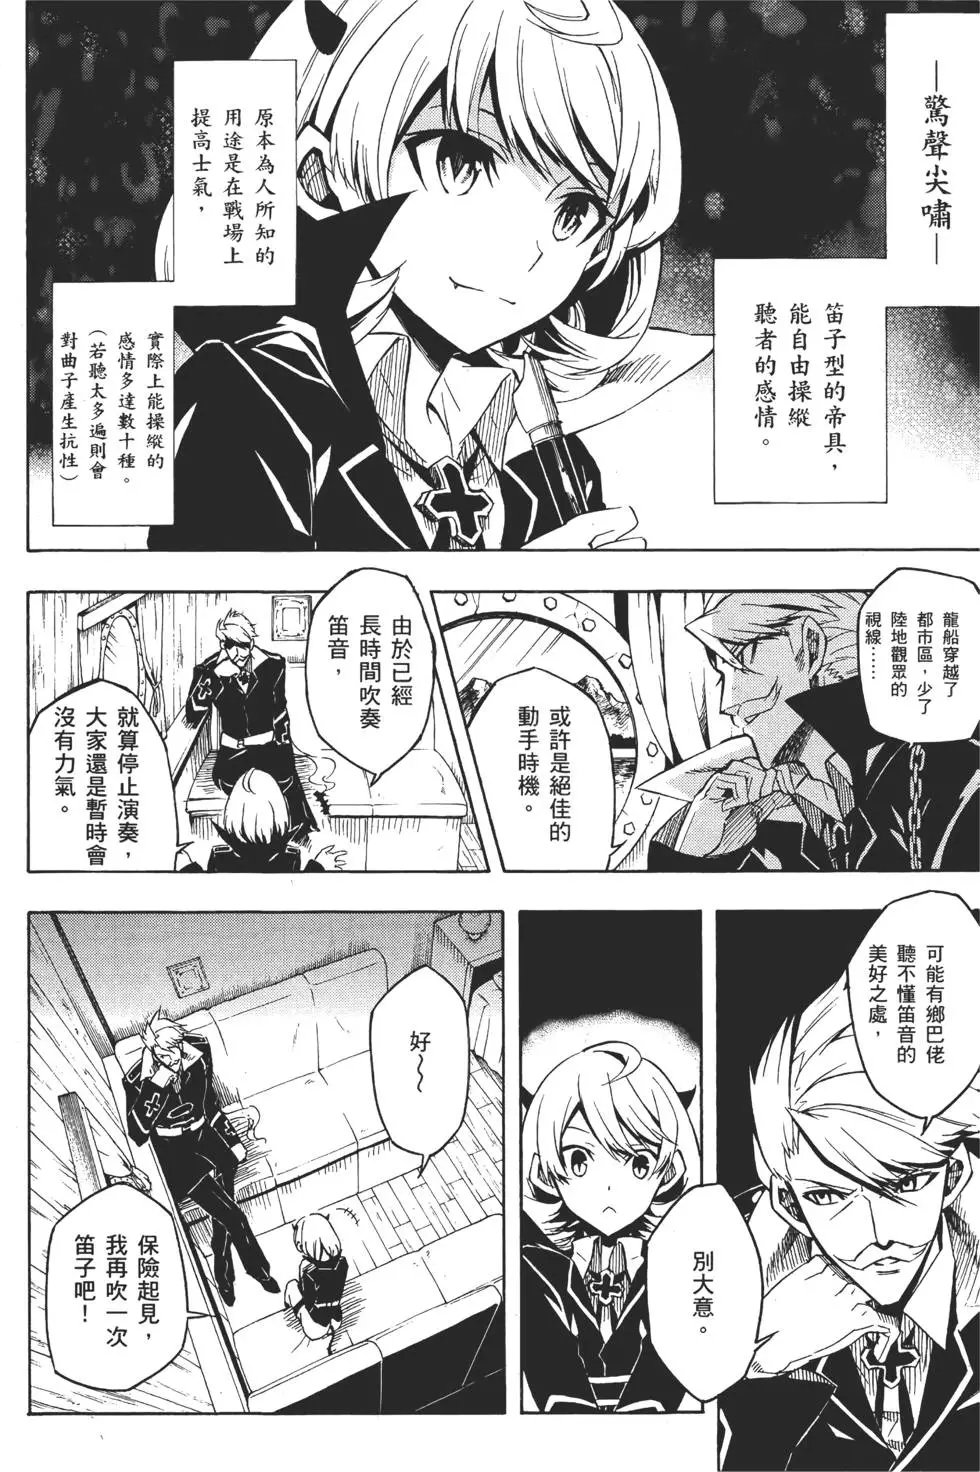 —驚聲尖嘯—
笛子型的帝具，
能自由操縱
聽者的感情。
原本為人所知的
用途是在戰場上
提高士氣，
實際上能操縱的
感情多達數十種。
（若聽太多遍則會
對曲子產生抗性）
龍船穿越了
都市區，少了
陸地觀眾的
視線……
或許是絕佳的
動手時機。
由於已經
長時間吹奏
笛音，
就算停止演奏，
大家還是暫時會
沒有力氣。
可能有鄉巴佬
聽不懂笛音的
美好之處，
別大意。
好～
保險起見，
我再吹一次
笛子吧！